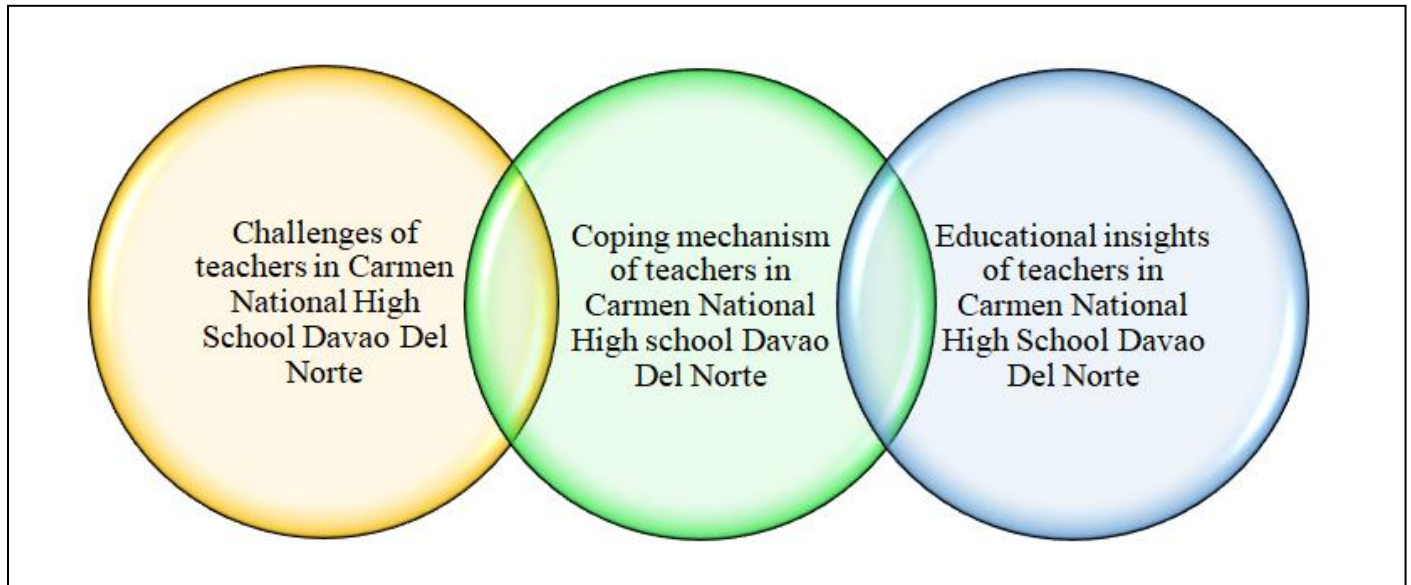 Challenges of
teachers in Carmen
National High
School Davao Del
Norte
Coping mechanism
of teachers in
Carmen National
High school Davao
Del Norte
Educational insights
of teachers in
Carmen National
High School Davao
Del Norte